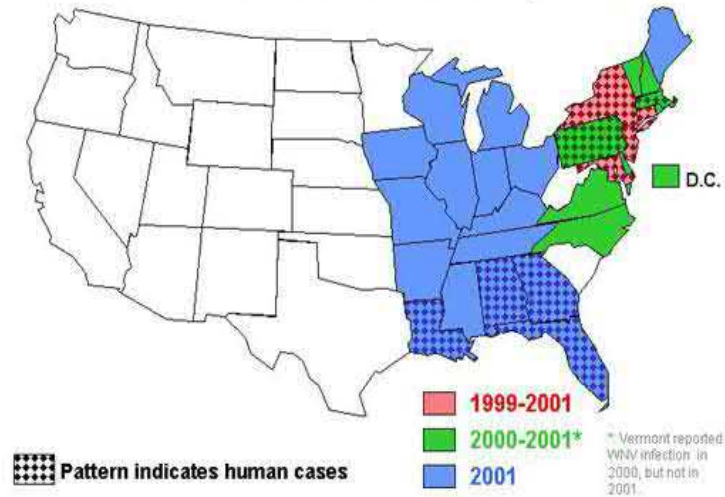 D.C.
1999-2001
2000-2001*
2001
* Vermont reported
WNV infection in
2000, but not in
2001.
Pattern indicates human cases